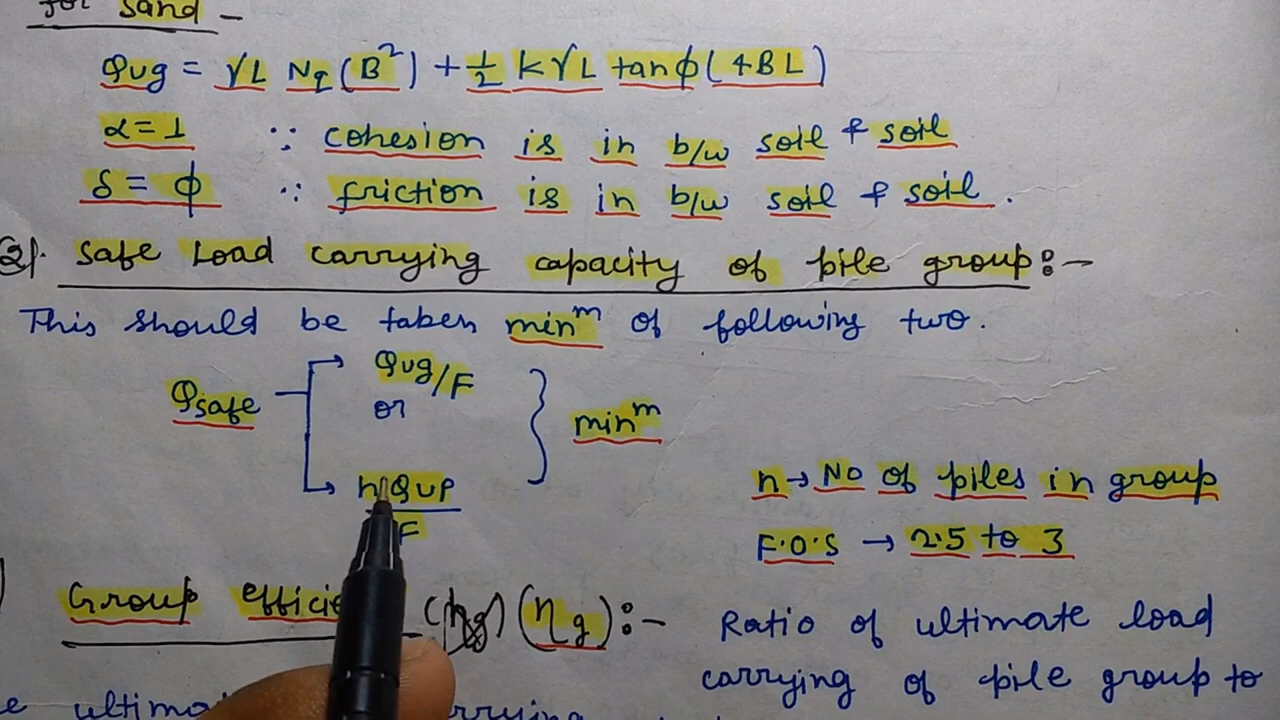 for Sand -
Qug = γL Nq (B²) + 1/2 KγL tanϕ (4BL)
α = 1 ∵ cohesion is in b/w soil & soil
δ = ϕ ∵ friction is in b/w soil & soil.
Q). Safe Load carrying capacity of pile group :-
This should be taken minᵐ of following two.
Qsafe → Qug/F
or
→ n Qup/F } minᵐ
n → No of piles in group
F.O.S → 2.5 to 3
Group (ηg) :- Ratio of ultimate load
carrying of pile group to